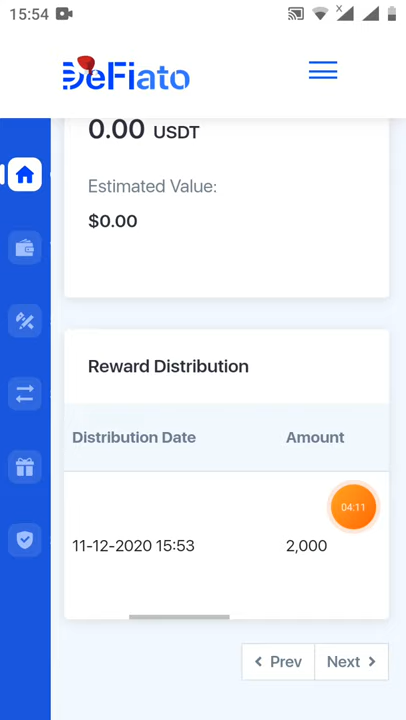 15:54
x
DeFiato
0.00 USDT
Estimated Value:
$0.00
Reward Distribution
Distribution Date Amount
04:11
11-12-2020 15:53 2,000
Prev Next